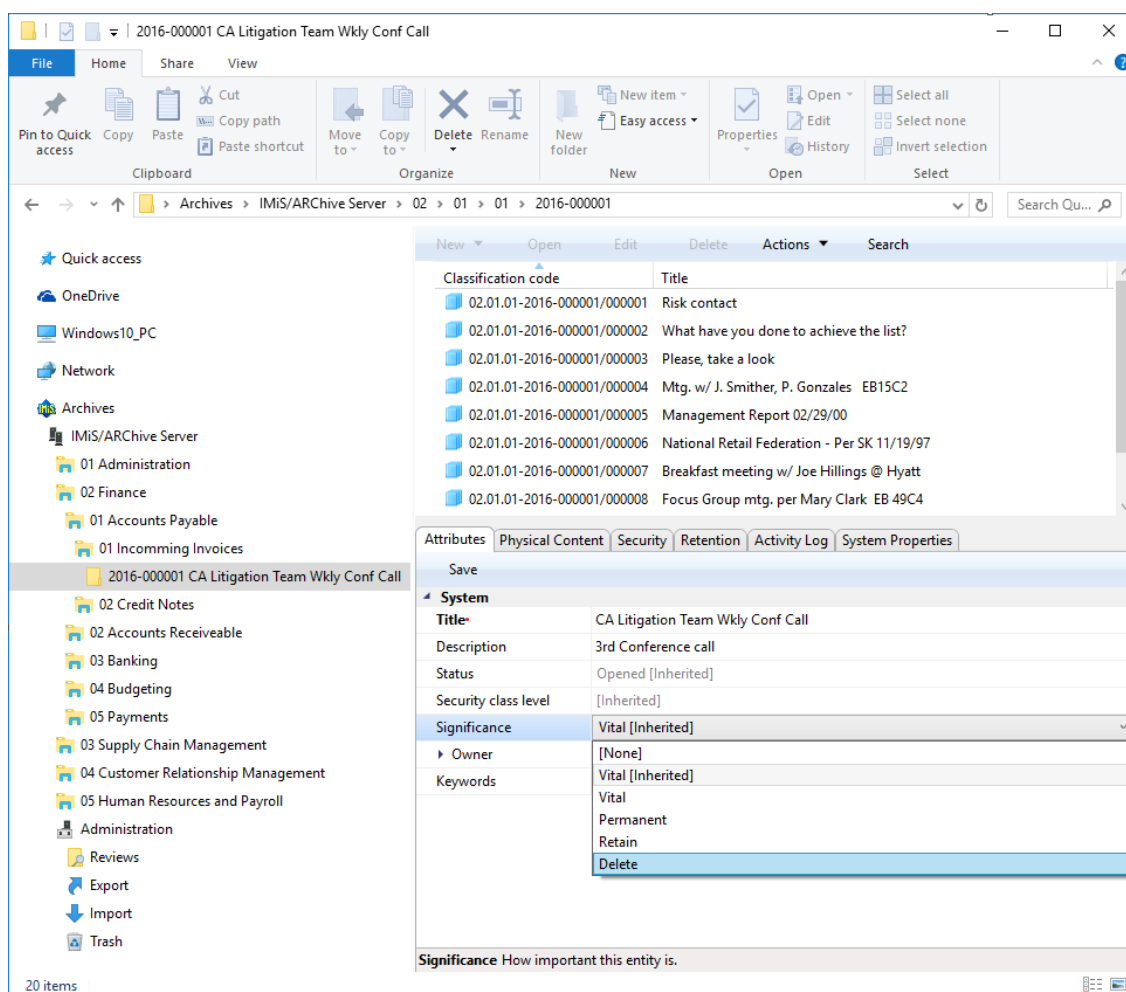 2016-000001 CA Litigation Team Wkly Conf Call
File Home Share View
Pin to Quick access
Copy
Paste
Cut
Copy path
Paste shortcut
Move to
Copy to
Delete
Rename
New folder
New item
Easy access
Properties
Open
Edit
History
Select all
Select none
Invert selection
Clipboard Organize New Open Select
Archives > IMiS/ARChive Server > 02 > 01 > 01 > 2016-000001
Search Qu...
Quick access
OneDrive
Windows10_PC
Network
Archives
IMiS/ARChive Server
01 Administration
02 Finance
01 Accounts Payable
01 Incomming Invoices
2016-000001 CA Litigation Team Wkly Conf Call
02 Credit Notes
02 Accounts Receiveable
03 Banking
04 Budgeting
05 Payments
03 Supply Chain Management
04 Customer Relationship Management
05 Human Resources and Payroll
Administration
Reviews
Export
Import
Trash
New Open Edit Delete Actions Search
Classification code Title
02.01.01-2016-000001/000001 Risk contact
02.01.01-2016-000001/000002 What have you done to achieve the list?
02.01.01-2016-000001/000003 Please, take a look
02.01.01-2016-000001/000004 Mtg. w/ J. Smither, P. Gonzales EB15C2
02.01.01-2016-000001/000005 Management Report 02/29/00
02.01.01-2016-000001/000006 National Retail Federation - Per SK 11/19/97
02.01.01-2016-000001/000007 Breakfast meeting w/ Joe Hillings @ Hyatt
02.01.01-2016-000001/000008 Focus Group mtg. per Mary Clark EB 49C4
Attributes Physical Content Security Retention Activity Log System Properties
Save
System
Title• CA Litigation Team Wkly Conf Call
Description 3rd Conference call
Status Opened [Inherited]
Security class level [Inherited]
Significance Vital [Inherited]
Owner
Keywords
[None]
Vital [Inherited]
Vital
Permanent
Retain
Delete
Significance How important this entity is.
20 items